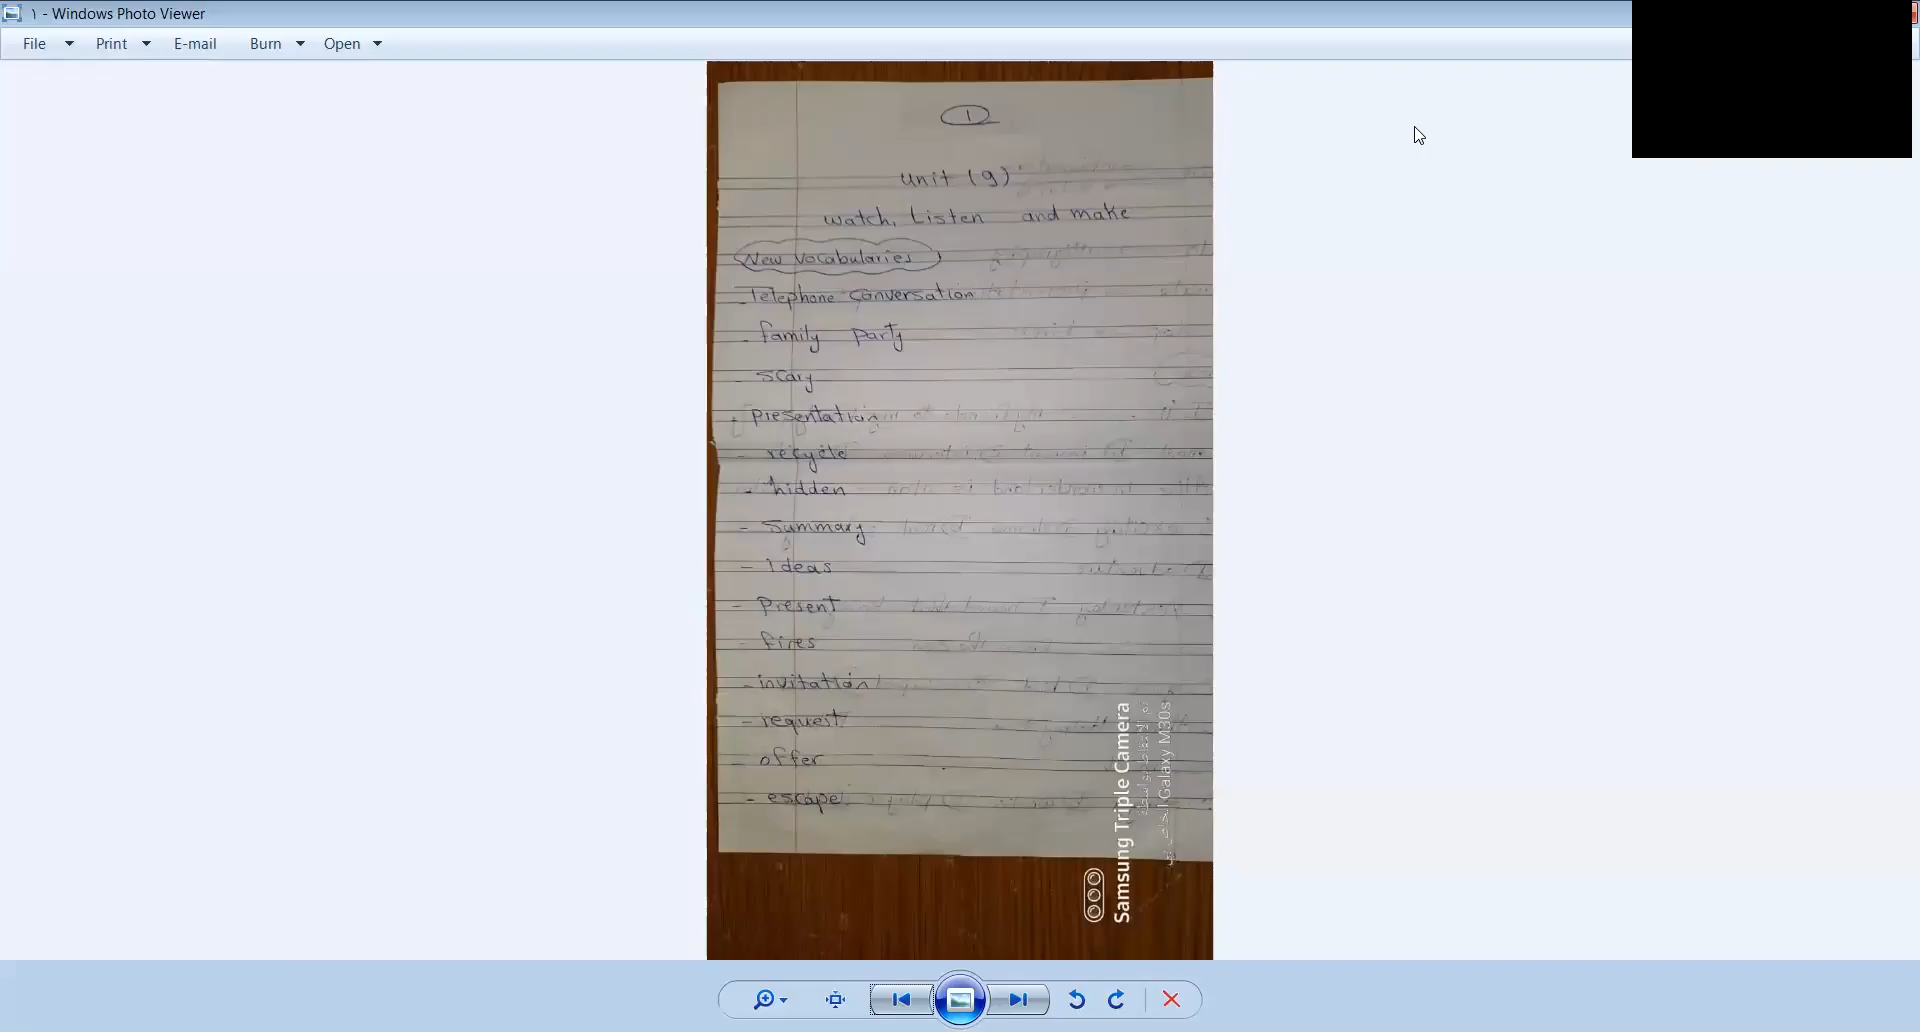 ١ - Windows Photo Viewer
File Print E-mail Burn Open
1
Unit (9)
watch, Listen and make
New Vocabularies
- Telephone Conversation
- family party
- scary
- Presentation
- recycle
- hidden
- Summary
- Ideas
- Present
- fires
- invitation
- request
- offer
- escape
Samsung Triple Camera
Galaxy M30s